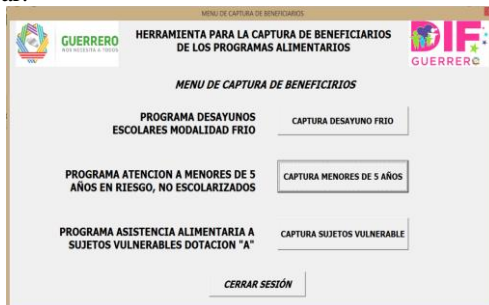 MENU DE CAPTURA DE BENEFICIARIOS
GUERRERO
NOS NECESITA A TODOS
HERRAMIENTA PARA LA CAPTURA DE BENEFICIARIOS
DE LOS PROGRAMAS ALIMENTARIOS
DIF
GUERRERO
MENU DE CAPTURA DE BENEFICIRIOS
PROGRAMA DESAYUNOS
ESCOLARES MODALIDAD FRIO
CAPTURA DESAYUNO FRIO
PROGRAMA ATENCION A MENORES DE 5
AÑOS EN RIESGO, NO ESCOLARIZADOS
CAPTURA MENORES DE 5 AÑOS
PROGRAMA ASISTENCIA ALIMENTARIA A
SUJETOS VULNERABLES DOTACION "A"
CAPTURA SUJETOS VULNERABLE
CERRAR SESIÓN